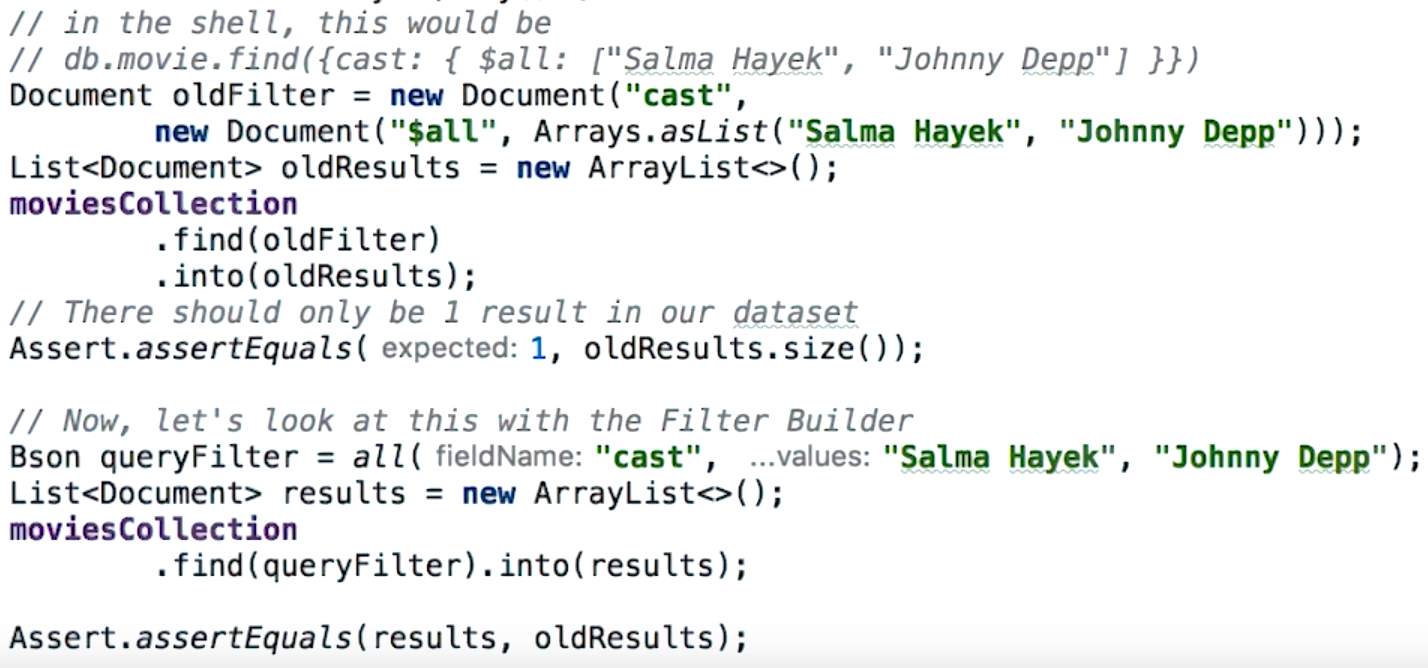 // in the shell, this would be
// db.movie.find({cast: { $all: ["Salma Hayek", "Johnny Depp"] }})
Document oldFilter = new Document("cast",
        new Document("$all", Arrays.asList("Salma Hayek", "Johnny Depp")));
List<Document> oldResults = new ArrayList<>();
moviesCollection
        .find(oldFilter)
        .into(oldResults);
// There should only be 1 result in our dataset
Assert.assertEquals( expected: 1, oldResults.size());

// Now, let's look at this with the Filter Builder
Bson queryFilter = all( fieldName: "cast", ...values: "Salma Hayek", "Johnny Depp");
List<Document> results = new ArrayList<>();
moviesCollection
        .find(queryFilter).into(results);

Assert.assertEquals(results, oldResults);